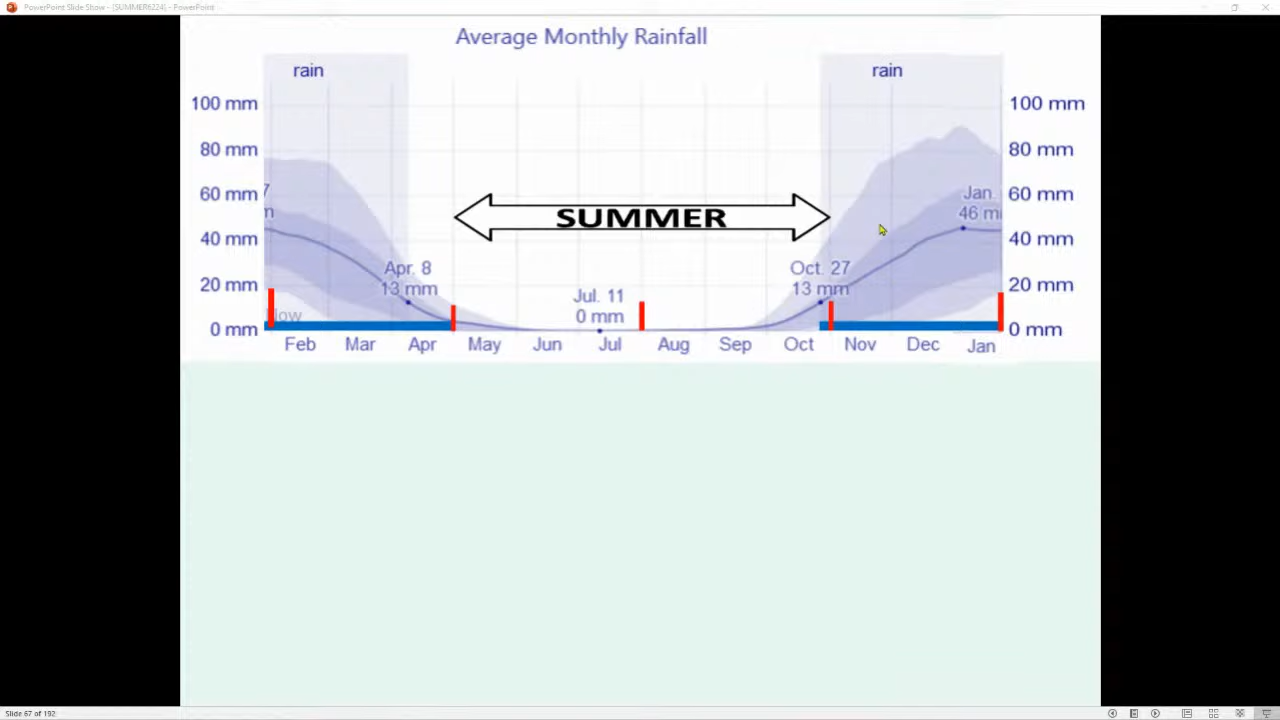 PowerPoint Slide Show - [SUMMER6224] - PowerPoint
Average Monthly Rainfall
rain rain
100 mm 100 mm
80 mm 80 mm
60 mm 7 Jan. 60 mm
m 46 m
40 mm 40 mm
Apr. 8 Oct. 27
20 mm 13 mm 13 mm 20 mm
Jul. 11
low 0 mm
0 mm 0 mm
SUMMER
Feb Mar Apr May Jun Jul Aug Sep Oct Nov Dec Jan
Slide 67 of 192